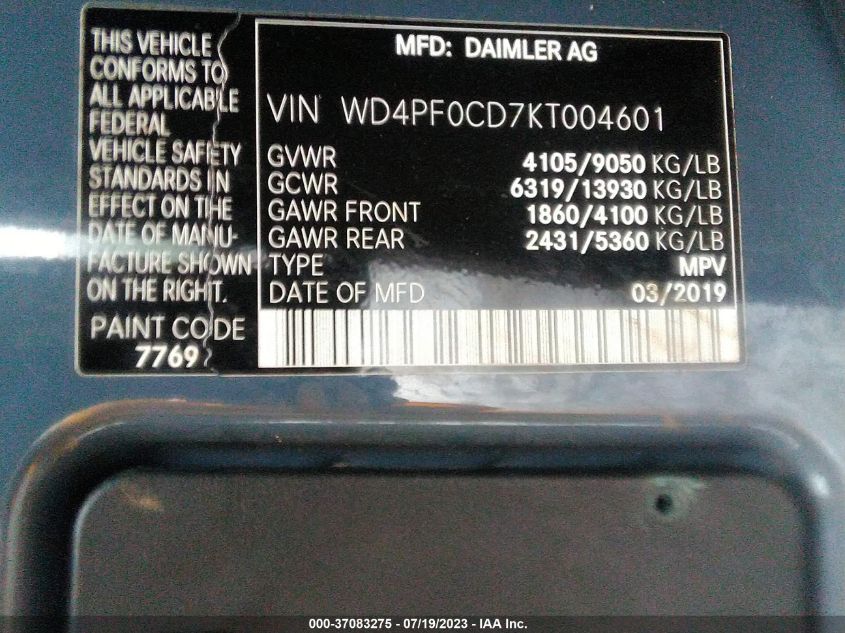 THIS VEHICLE
CONFORMS TO
ALL APPLICABLE
FEDERAL
VEHICLE SAFETY
STANDARDS IN
EFFECT ON THE
DATE OF MANU-
FACTURE SHOWN
ON THE RIGHT.
PAINT CODE
7769
MFD: DAIMLER AG
VIN WD4PF0CD7KT004601
GVWR 4105/9050 KG/LB
GCWR 6319/13930 KG/LB
GAWR FRONT 1860/4100 KG/LB
GAWR REAR 2431/5360 KG/LB
TYPE MPV
DATE OF MFD 03/2019
000-37083275 - 07/19/2023 - IAA Inc.